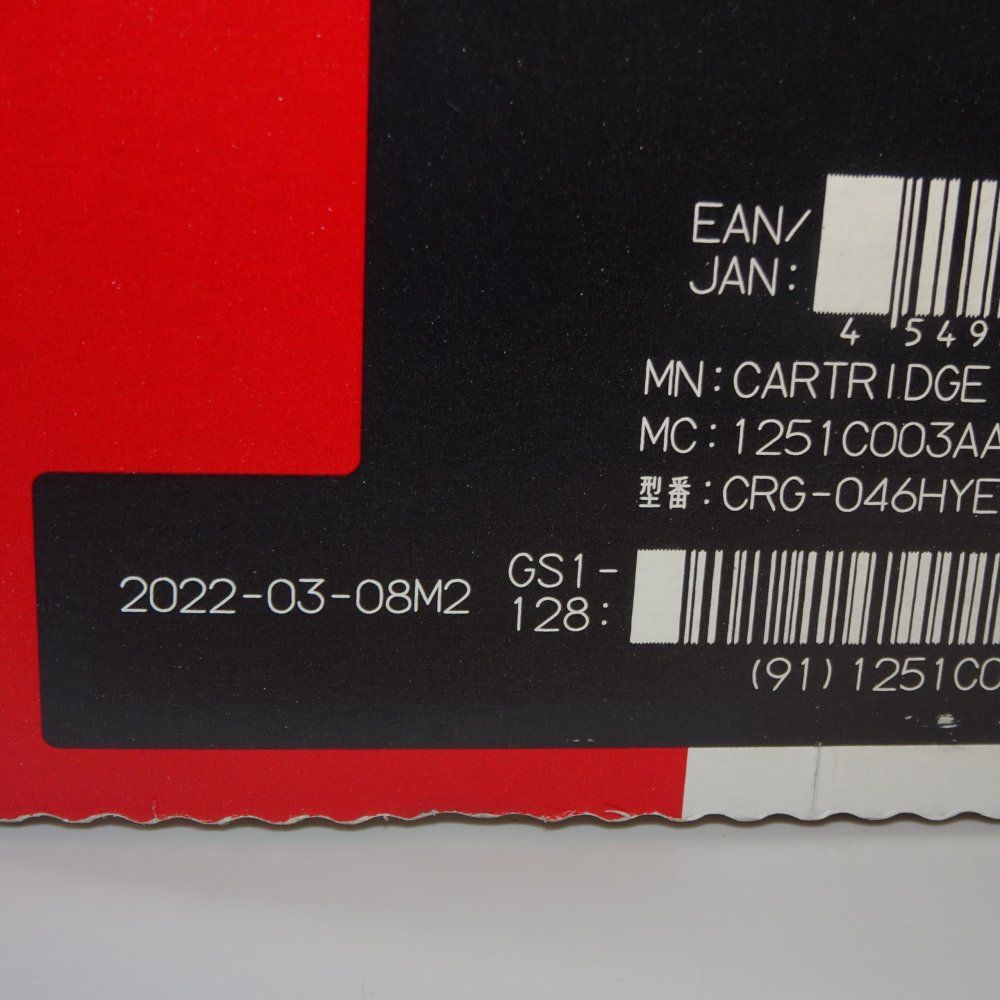 EAN/
JAN:
4 549
MN:CARTRIDGE
MC:1251C003AA
型番:CRG-046HYE
2022-03-08M2
GS1-
128:
(91)1251C0